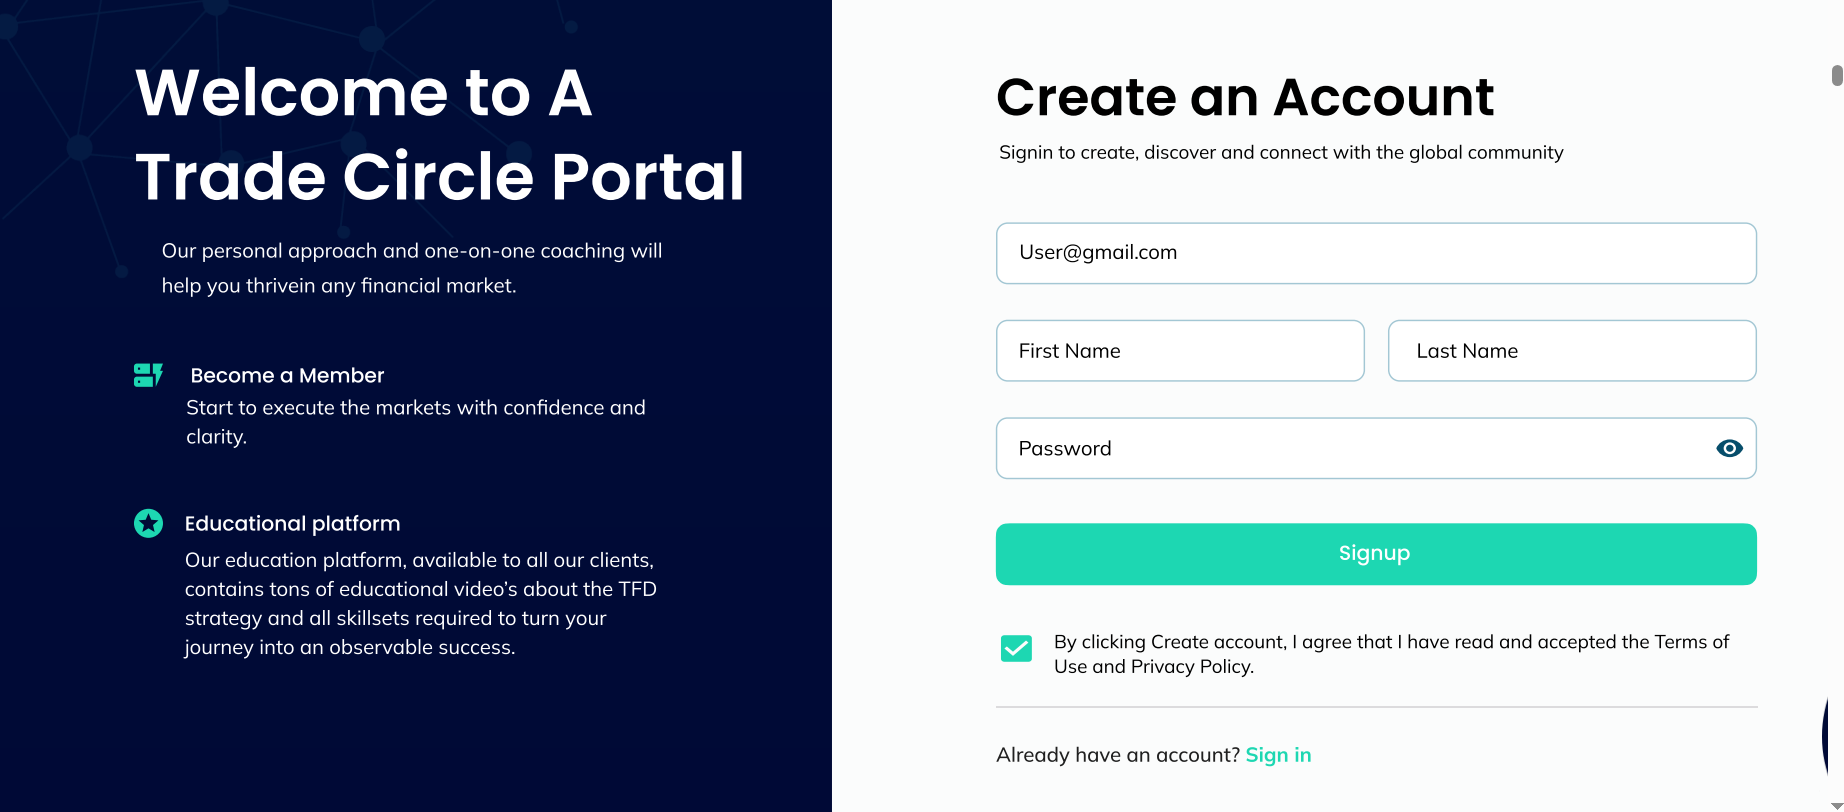 Welcome to A
Trade Circle Portal
Our personal approach and one-on-one coaching will
help you thrivein any financial market.
Become a Member
Start to execute the markets with confidence and
clarity.
Educational platform
Our education platform, available to all our clients,
contains tons of educational video’s about the TFD
strategy and all skillsets required to turn your
journey into an observable success.
Create an Account
Signin to create, discover and connect with the global community
User@gmail.com
First Name
Last Name
Password
Signup
By clicking Create account, I agree that I have read and accepted the Terms of
Use and Privacy Policy.
Already have an account? Sign in